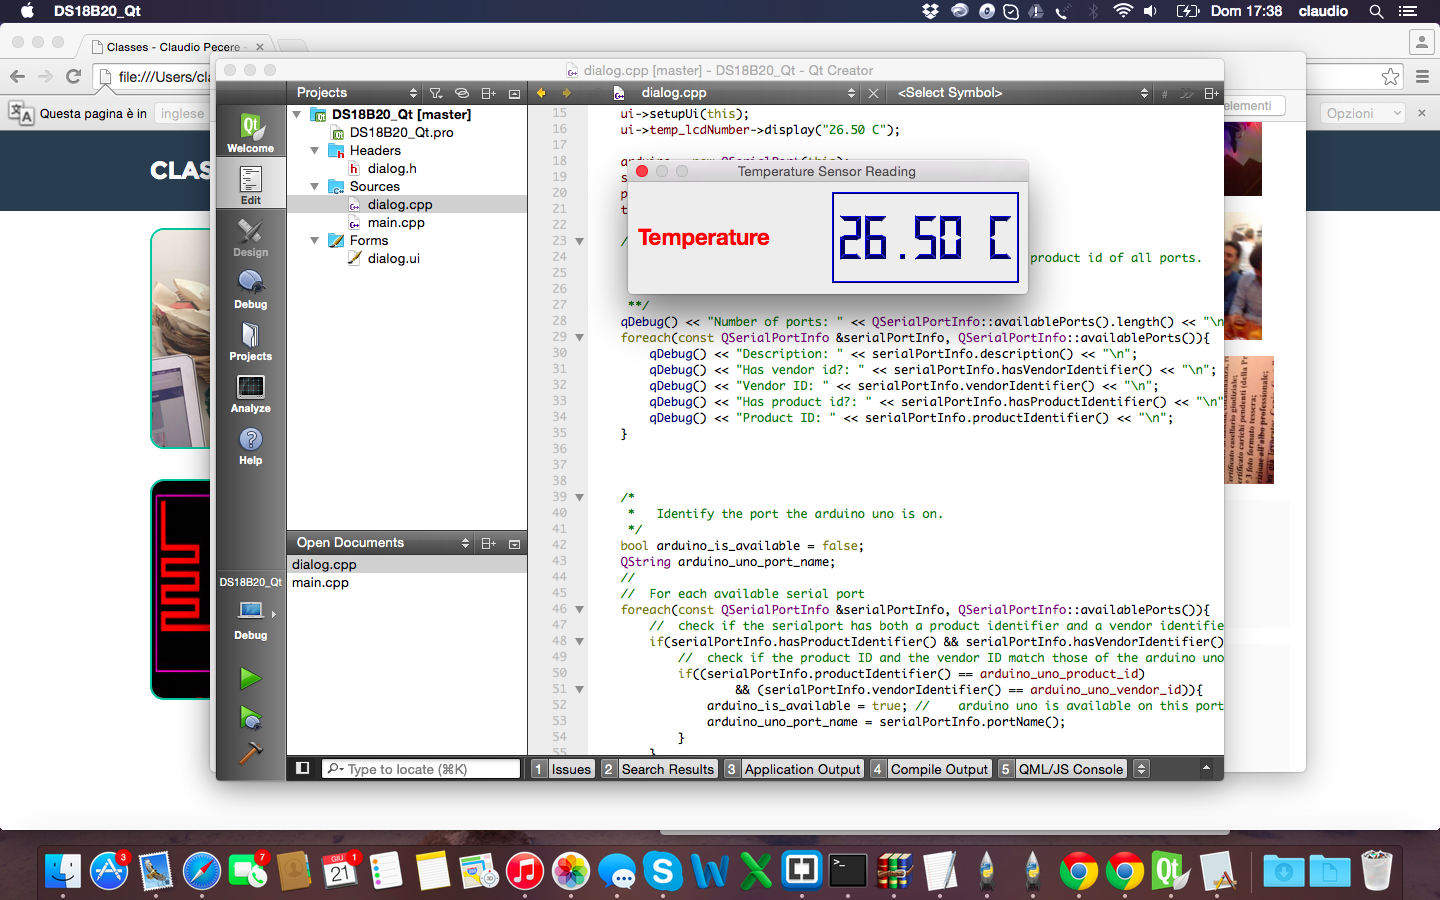 DS18B20_Qt
Dom 17:38 claudio
Classes - Claudio Pecere -
file:///Users/cla
Questa pagina è in inglese
Opzioni
elementi
CLAS
dialog.cpp [master] - DS18B20_Qt - Qt Creator
Projects
dialog.cpp
<Select Symbol>
Welcome
Edit
Design
Debug
Projects
Analyze
Help
DS18B20_Qt
Debug
DS18B20_Qt [master]
DS18B20_Qt.pro
Headers
dialog.h
Sources
dialog.cpp
main.cpp
Forms
dialog.ui
Open Documents
dialog.cpp
main.cpp
Temperature Sensor Reading
Temperature
26.50 C
15 ui->setupUi(this);
16 ui->temp_lcdNumber->display("26.50 C");
17
18
19
20
21
22
23
24 product id of all ports.
25
26
27 **/
28 qDebug() << "Number of ports: " << QSerialPortInfo::availablePorts().length() << "\n
29 foreach(const QSerialPortInfo &serialPortInfo, QSerialPortInfo::availablePorts()){
30 qDebug() << "Description: " << serialPortInfo.description() << "\n";
31 qDebug() << "Has vendor id?: " << serialPortInfo.hasVendorIdentifier() << "\n";
32 qDebug() << "Vendor ID: " << serialPortInfo.vendorIdentifier() << "\n";
33 qDebug() << "Has product id?: " << serialPortInfo.hasProductIdentifier() << "\n"
34 qDebug() << "Product ID: " << serialPortInfo.productIdentifier() << "\n";
35 }
36
37
38
39 /*
40 * Identify the port the arduino uno is on.
41 */
42 bool arduino_is_available = false;
43 QString arduino_uno_port_name;
44 //
45 // For each available serial port
46 foreach(const QSerialPortInfo &serialPortInfo, QSerialPortInfo::availablePorts()){
47 // check if the serialport has both a product identifier and a vendor identifie
48 if(serialPortInfo.hasProductIdentifier() && serialPortInfo.hasVendorIdentifier()
49 // check if the product ID and the vendor ID match those of the arduino uno
50 if((serialPortInfo.productIdentifier() == arduino_uno_product_id)
51 && (serialPortInfo.vendorIdentifier() == arduino_uno_vendor_id)){
52 arduino_is_available = true; // arduino uno is available on this port
53 arduino_uno_port_name = serialPortInfo.portName();
54 }
55 }
Type to locate (⌘K)
1 Issues
2 Search Results
3 Application Output
4 Compile Output
5 QML/JS Console
3
7
GIU
21
1